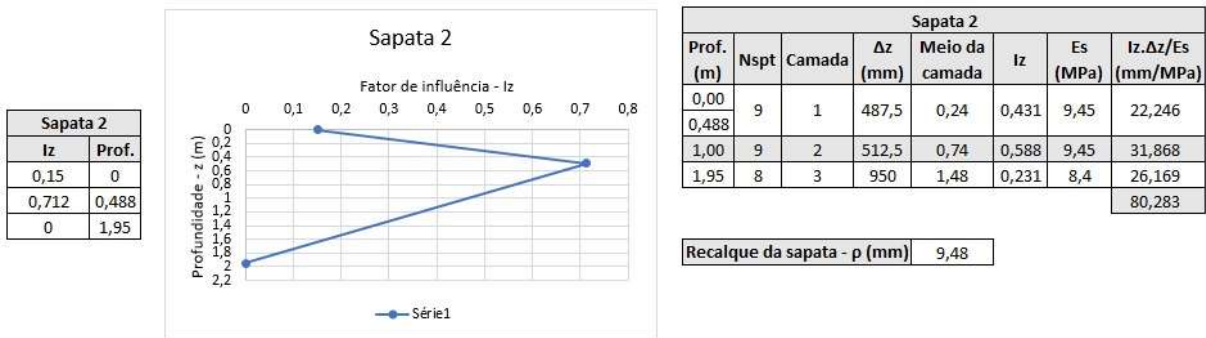 Sapata 2
Iz Prof.
0,15 0
0,712 0,488
0 1,95
Sapata 2
Fator de influência - Iz
0 0,1 0,2 0,3 0,4 0,5 0,6 0,7 0,8
Profundidade - z (m)
0
0,2
0,4
0,6
0,8
1
1,2
1,4
1,6
1,8
2
2,2
Série1
Sapata 2
Prof. (m) Nspt Camada Δz (mm) Meio da camada Iz Es (MPa) Iz.Δz/Es (mm/MPa)
0,00
0,488 9 1 487,5 0,24 0,431 9,45 22,246
1,00 9 2 512,5 0,74 0,588 9,45 31,868
1,95 8 3 950 1,48 0,231 8,4 26,169
80,283
Recalque da sapata - ρ (mm) 9,48